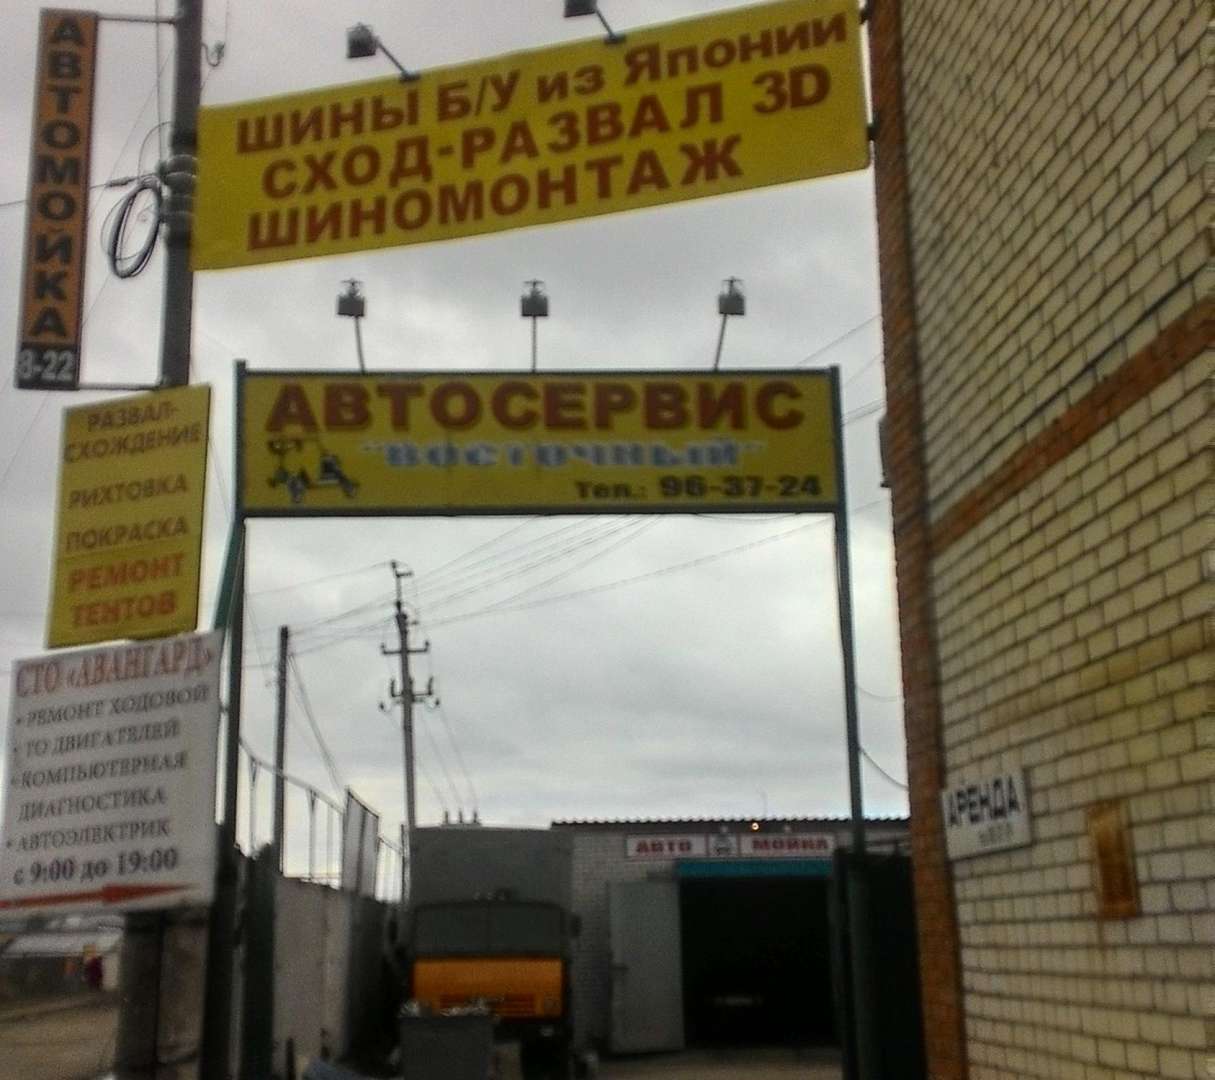 АВТОМОЙКА
8-22
ШИНЫ Б/У из Японии
СХОД-РАЗВАЛ 3D
ШИНОМОНТАЖ
АВТОСЕРВИС
"ВОСТОЧНЫЙ"
Тел.: 96-37-24
РАЗВАЛ-
СХОЖДЕНИЕ
РИХТОВКА
ПОКРАСКА
РЕМОНТ
ТЕНТОВ
СТО «АВАНГАРД»
• РЕМОНТ ХОДОВОЙ
• ТО ДВИГАТЕЛЕЙ
• КОМПЬЮТЕРНАЯ
ДИАГНОСТИКА
• АВТОЭЛЕКТРИК
с 9:00 до 19:00
АВТО МОЙКА
АРЕНДА